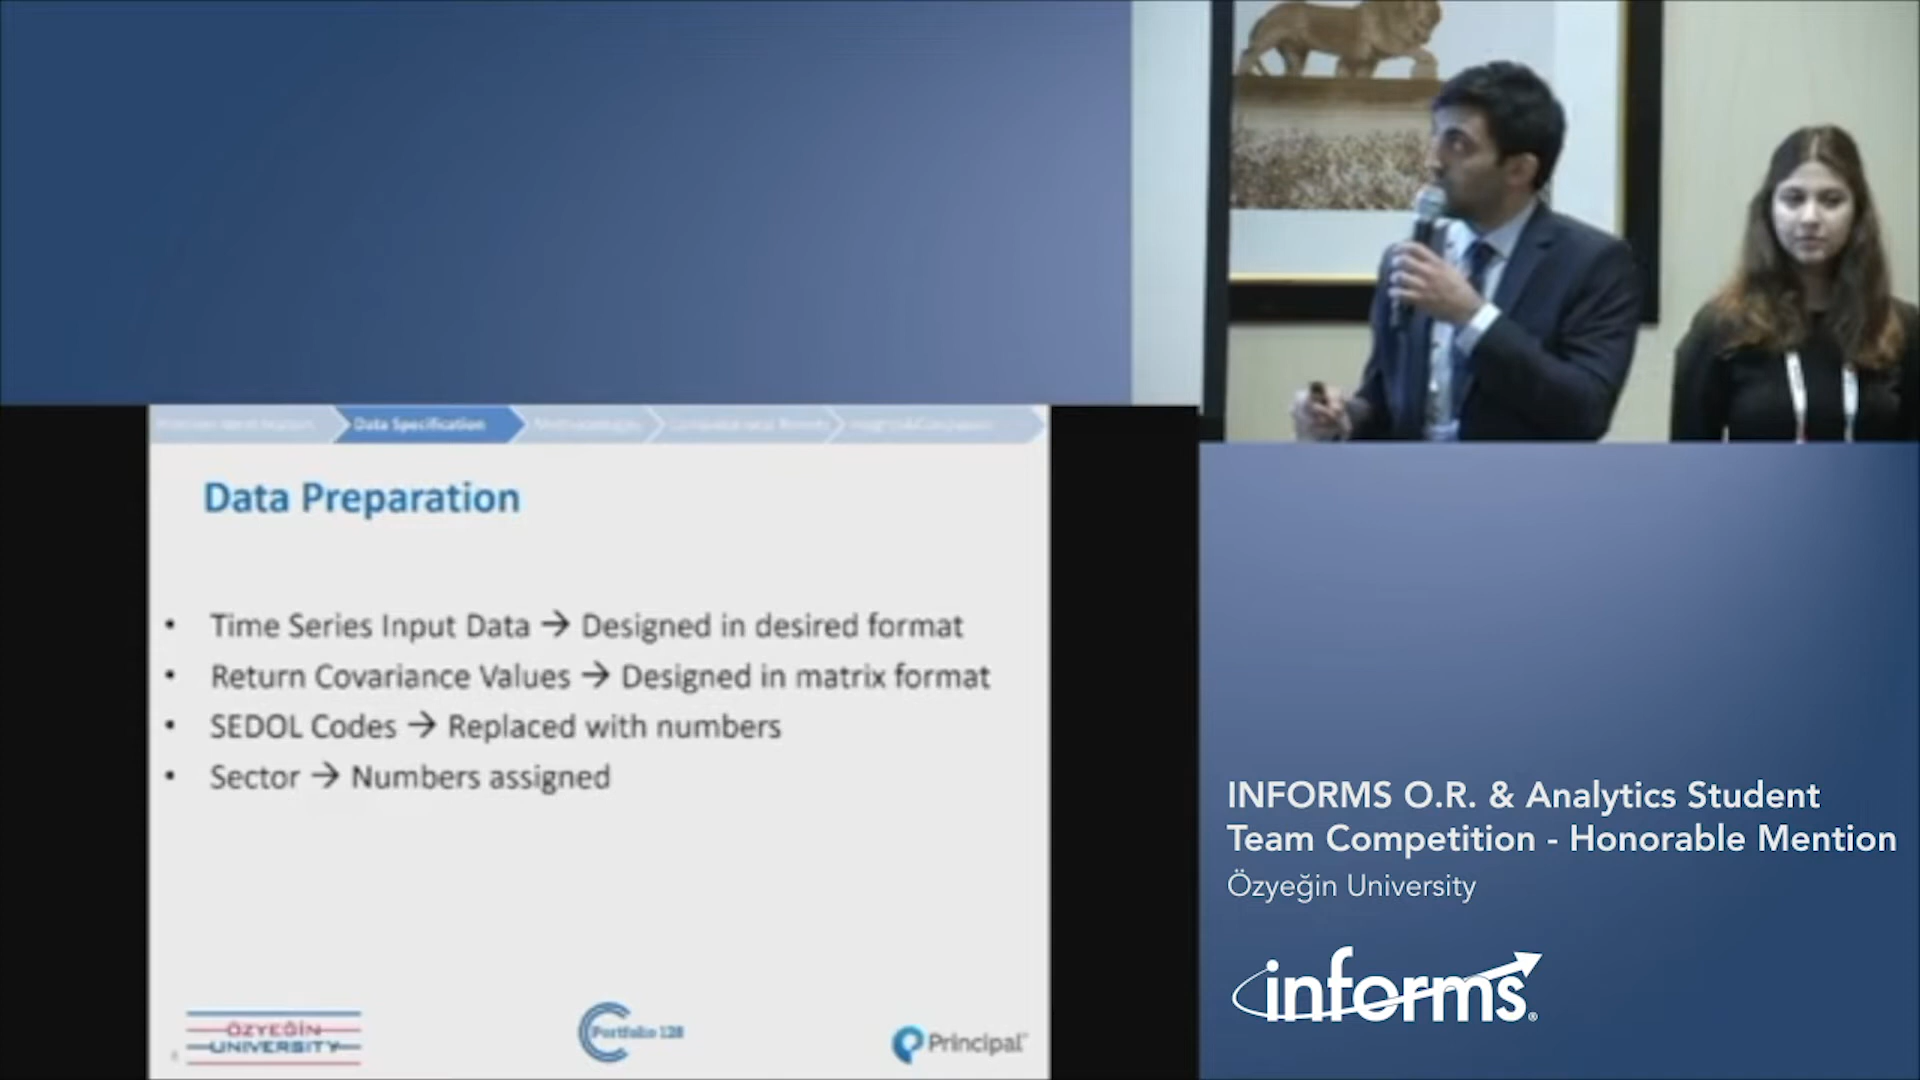 Data Specification
Data Preparation
• Time Series Input Data → Designed in desired format
• Return Covariance Values → Designed in matrix format
• SEDOL Codes → Replaced with numbers
• Sector → Numbers assigned
ÖZYEĞİN
UNIVERSITY
Portfolio 128
Principal
INFORMS O.R. & Analytics Student
Team Competition - Honorable Mention
Özyeğin University
informs®